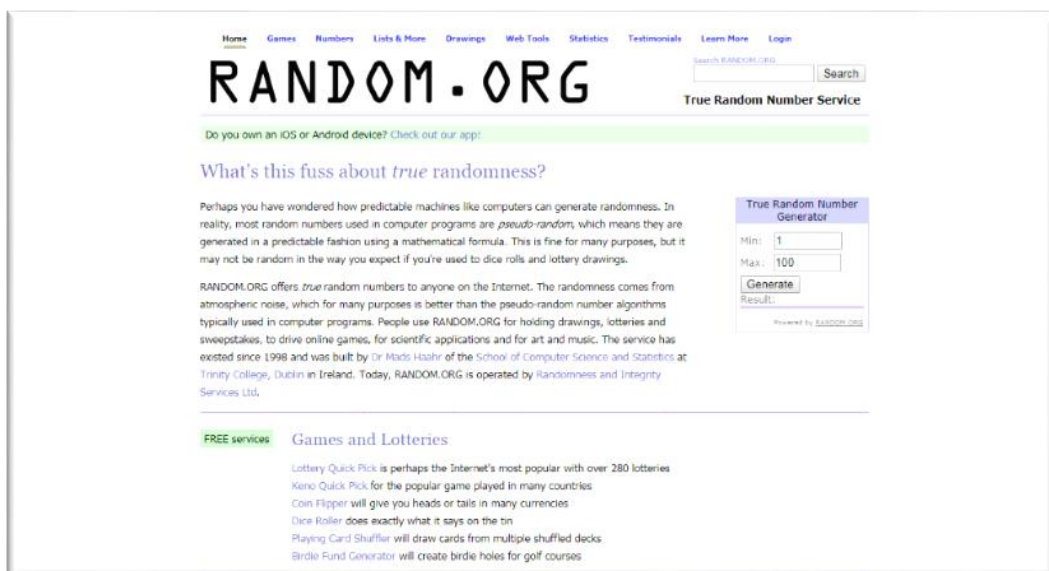 Home Games Numbers Lists & More Drawings Web Tools Statistics Testimonials Learn More Login
RANDOM.ORG
Search RANDOM.ORG
Search
True Random Number Service
Do you own an iOS or Android device? Check out our app!
What's this fuss about true randomness?
Perhaps you have wondered how predictable machines like computers can generate randomness. In
reality, most random numbers used in computer programs are pseudo-random, which means they are
generated in a predictable fashion using a mathematical formula. This is fine for many purposes, but it
may not be random in the way you expect if you're used to dice rolls and lottery drawings.
RANDOM.ORG offers true random numbers to anyone on the Internet. The randomness comes from
atmospheric noise, which for many purposes is better than the pseudo-random number algorithms
typically used in computer programs. People use RANDOM.ORG for holding drawings, lotteries and
sweepstakes, to drive online games, for scientific applications and for art and music. The service has
existed since 1998 and was built by Dr Mads Haahr of the School of Computer Science and Statistics at
Trinity College, Dublin in Ireland. Today, RANDOM.ORG is operated by Randomness and Integrity
Services Ltd.
True Random Number
Generator
Min: 1
Max: 100
Generate
Result:
Powered by RANDOM.ORG
FREE services
Games and Lotteries
Lottery Quick Pick is perhaps the Internet's most popular with over 280 lotteries
Keno Quick Pick for the popular game played in many countries
Coin Flipper will give you heads or tails in many currencies
Dice Roller does exactly what it says on the tin
Playing Card Shuffler will draw cards from multiple shuffled decks
Birdie Fund Generator will create birdie holes for golf courses